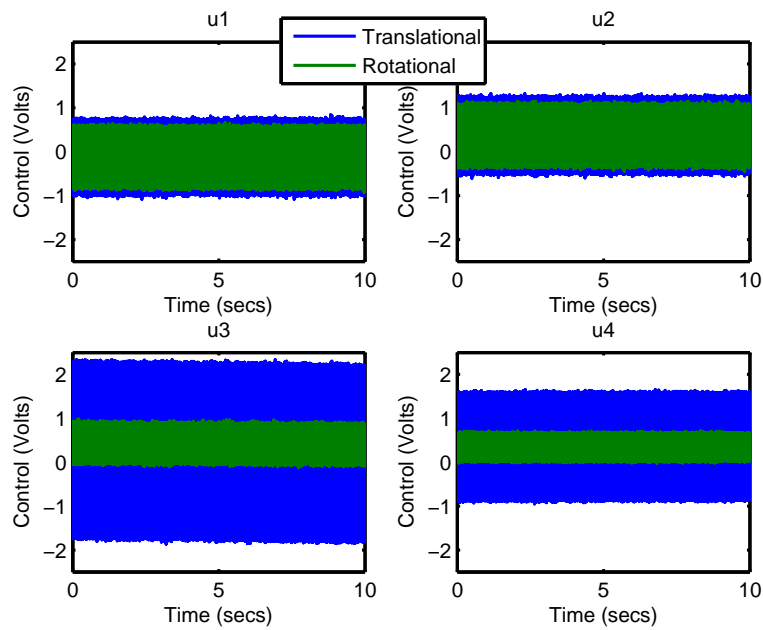 u1
u2
Translational
Rotational
2
1
0
−1
−2
Control (Volts)
0
5
10
Time (secs)
2
1
0
−1
−2
Control (Volts)
0
5
10
Time (secs)
u3
u4
2
1
0
−1
−2
Control (Volts)
0
5
10
Time (secs)
2
1
0
−1
−2
Control (Volts)
0
5
10
Time (secs)